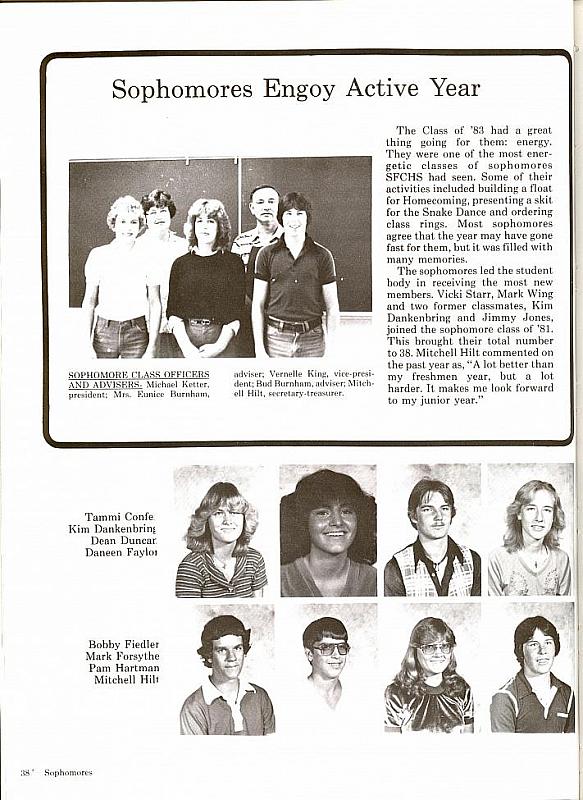 Sophomores Engoy Active Year
The Class of '83 had a great
thing going for them: energy.
They were one of the most ener-
getic classes of sophomores
SFCHS had seen. Some of their
activities included building a float
for Homecoming, presenting a skit
for the Snake Dance and ordering
class rings. Most sophomores
agree that the year may have gone
fast for them, but it was filled with
many memories.
The sophomores led the student
body in receiving the most new
members. Vicki Starr, Mark Wing
and two former classmates, Kim
Dankenbring and Jimmy Jones,
joined the sophomore class of '81.
This brought their total number
to 38. Mitchell Hilt commented on
the past year as, "A lot better than
my freshmen year, but a lot
harder. It makes me look forward
to my junior year."
SOPHOMORE CLASS OFFICERS
AND ADVISERS: Michael Ketter,
president; Mrs. Eunice Burnham,
adviser; Vernelle King, vice-presi-
dent; Bud Burnham, adviser; Mitch-
ell Hilt, secretary-treasurer.
Tammi Confe
Kim Dankenbring
Dean Duncan
Daneen Faylor
Bobby Fiedler
Mark Forsythe
Pam Hartman
Mitchell Hilt
38 Sophomores